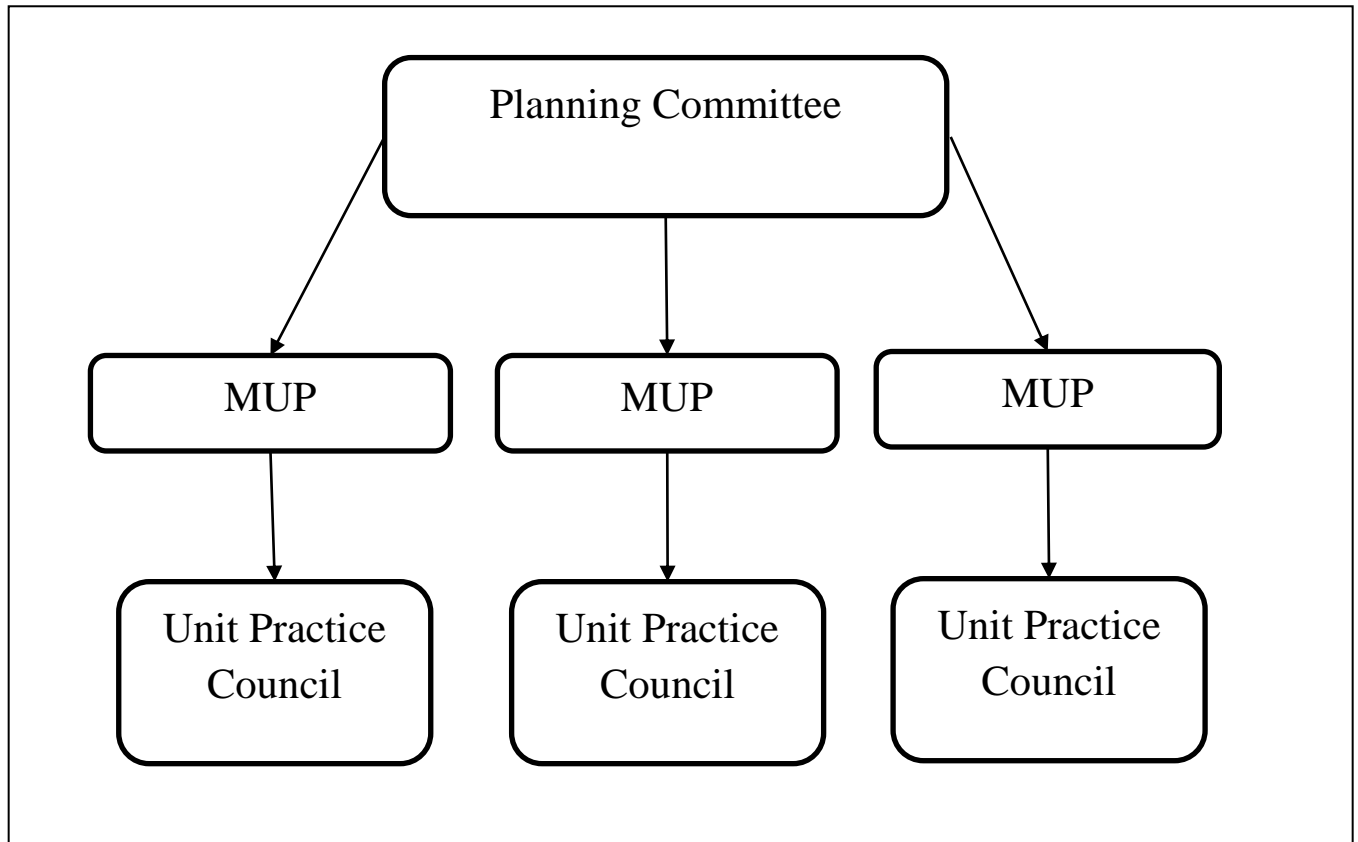 Planning Committee
MUP
MUP
MUP
Unit Practice
Council
Unit Practice
Council
Unit Practice
Council